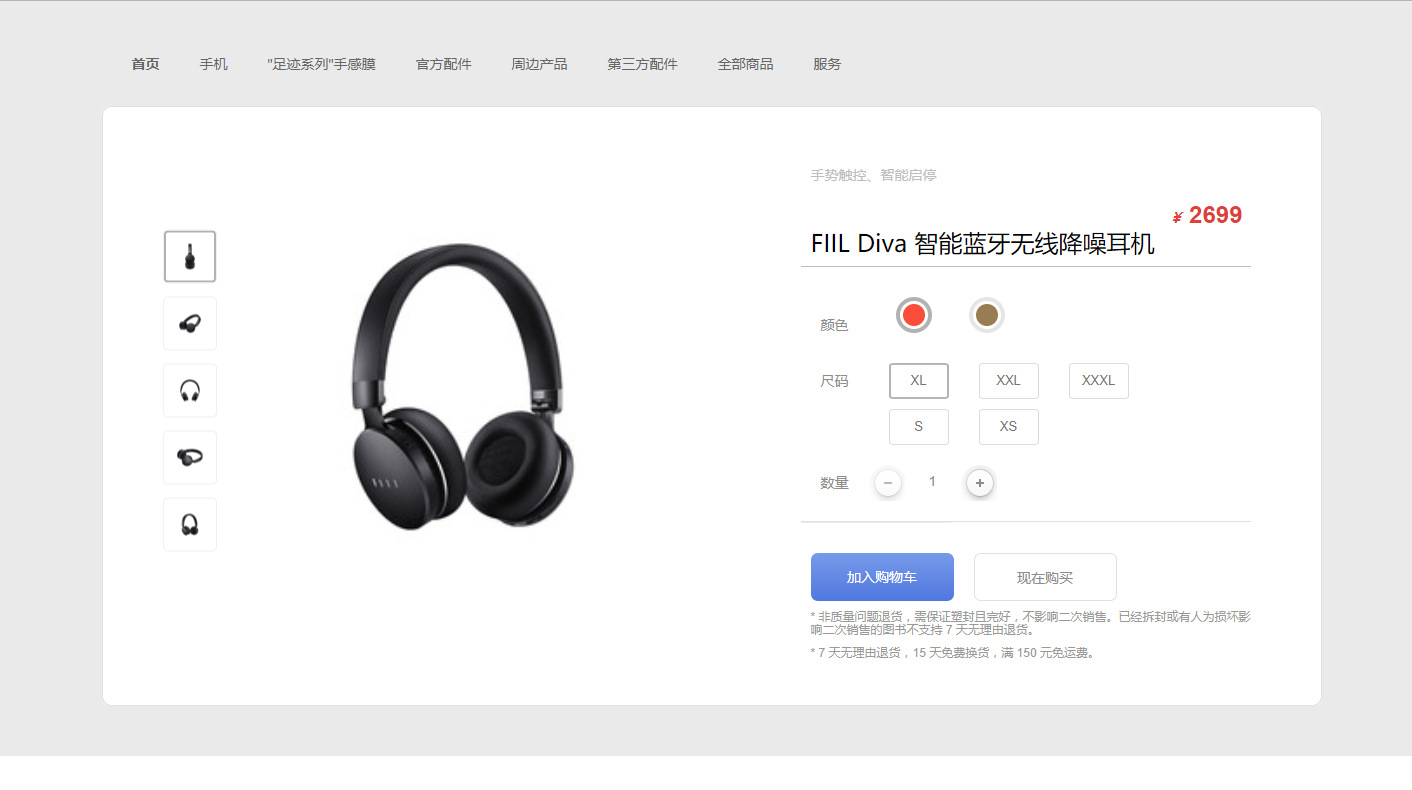 首页 手机 "足迹系列"手感膜 官方配件 周边产品 第三方配件 全部商品 服务
手势触控、智能启停
¥ 2699
FIIL Diva 智能蓝牙无线降噪耳机
颜色
尺码 XL XXL XXXL
S XS
数量 − 1 +
加入购物车 现在购买
* 非质量问题退货，需保证塑封且完好，不影响二次销售。已经拆封或有人为损坏影
响二次销售的图书不支持 7 天无理由退货。
* 7 天无理由退货，15 天免费换货，满 150 元免运费。